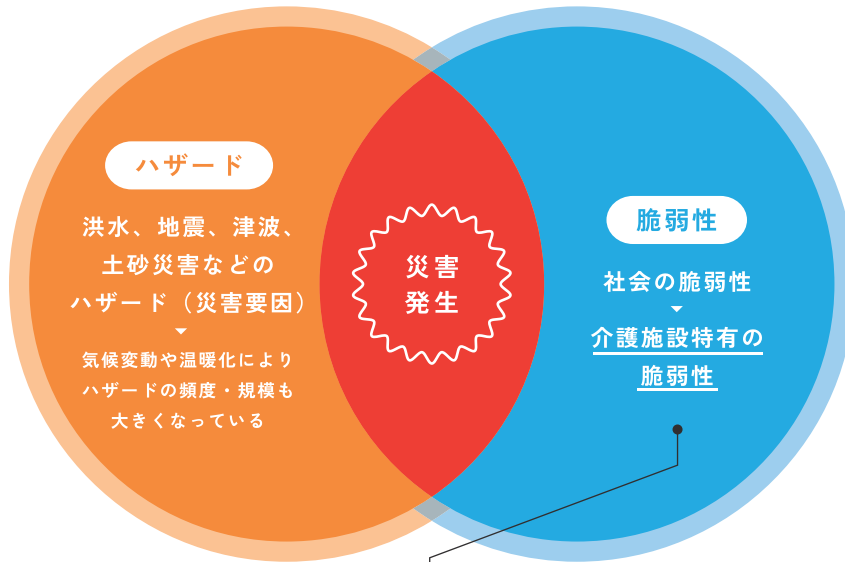 ハザード
洪水、地震、津波、
土砂災害などの
ハザード（災害要因）
気候変動や温暖化により
ハザードの頻度・規模も
大きくなっている
災害
発生
脆弱性
社会の脆弱性
介護施設特有の
脆弱性